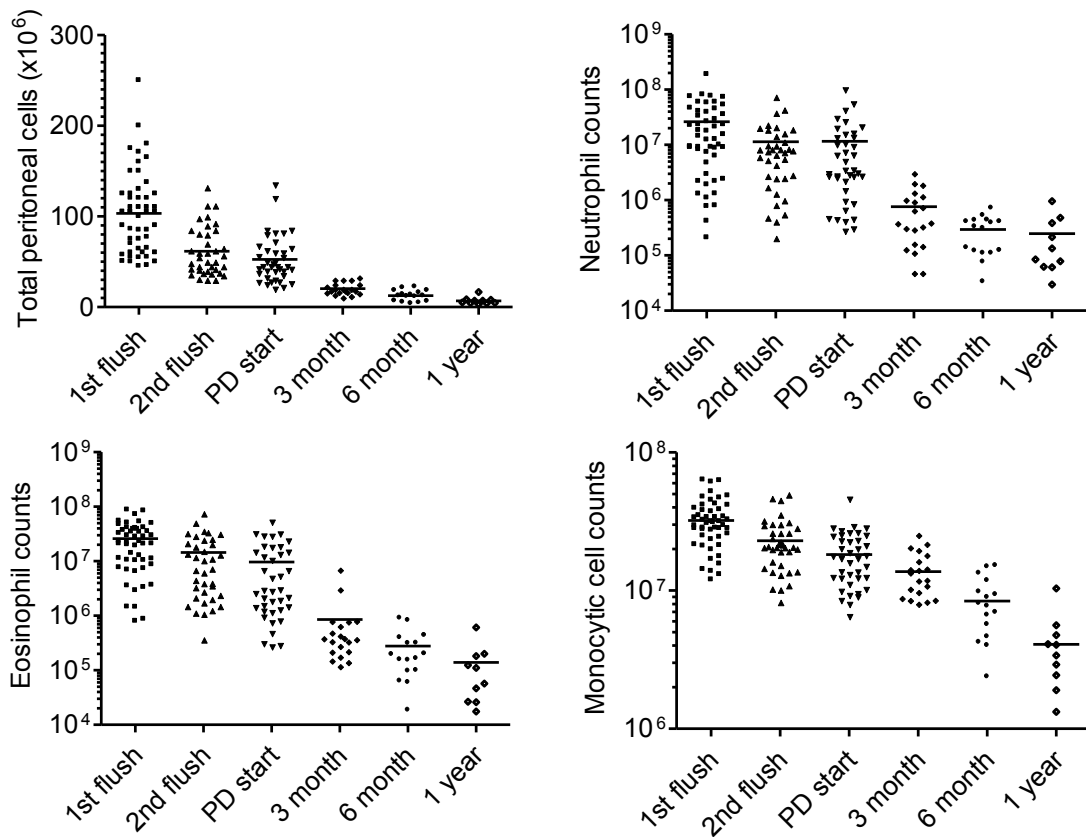 Total peritoneal cells (x10⁶)
300
200
100
0
1st flush
2nd flush
PD start
3 month
6 month
1 year
Neutrophil counts
10⁹
10⁸
10⁷
10⁶
10⁵
10⁴
1st flush
2nd flush
PD start
3 month
6 month
1 year
Eosinophil counts
10⁹
10⁸
10⁷
10⁶
10⁵
10⁴
1st flush
2nd flush
PD start
3 month
6 month
1 year
Monocytic cell counts
10⁸
10⁷
10⁶
1st flush
2nd flush
PD start
3 month
6 month
1 year